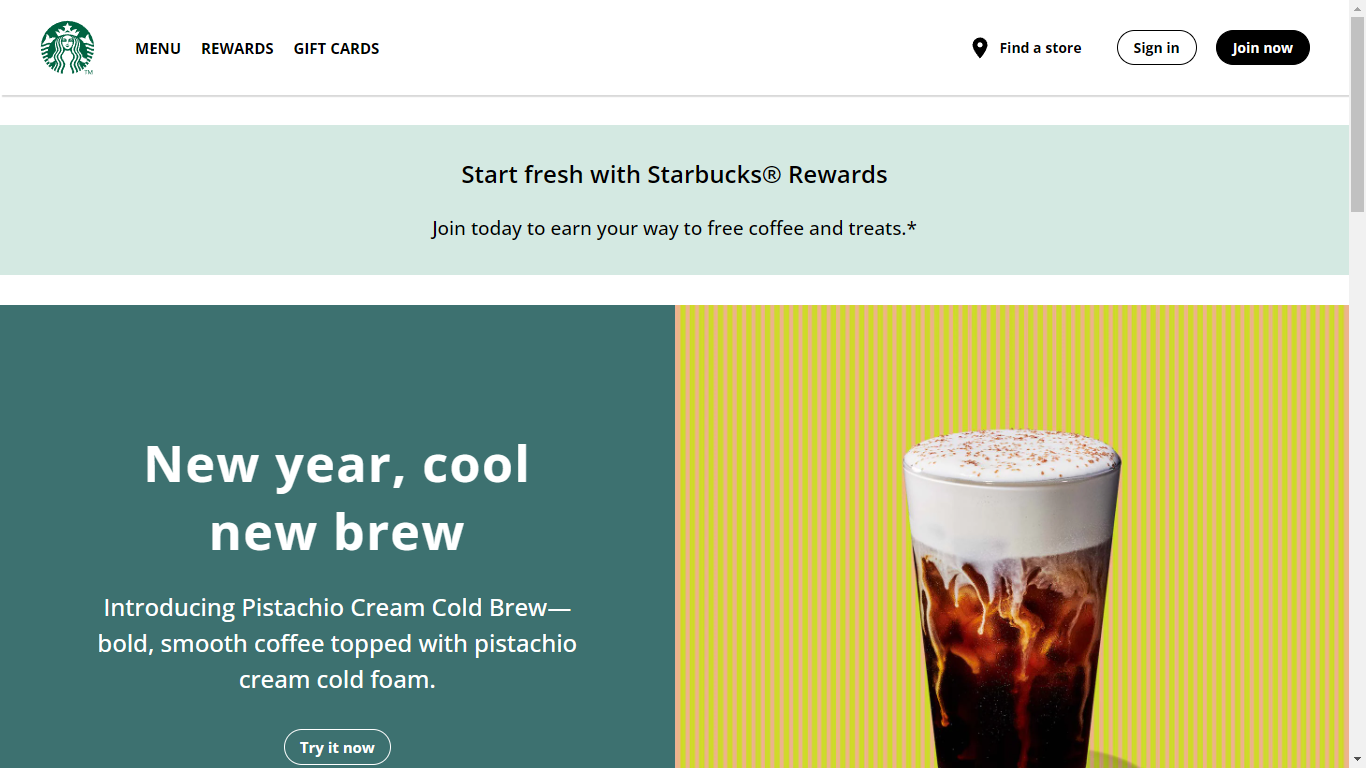 MENU REWARDS GIFT CARDS Find a store Sign in Join now
TM
Start fresh with Starbucks® Rewards
Join today to earn your way to free coffee and treats.*
New year, cool
new brew
Introducing Pistachio Cream Cold Brew—
bold, smooth coffee topped with pistachio
cream cold foam.
Try it now